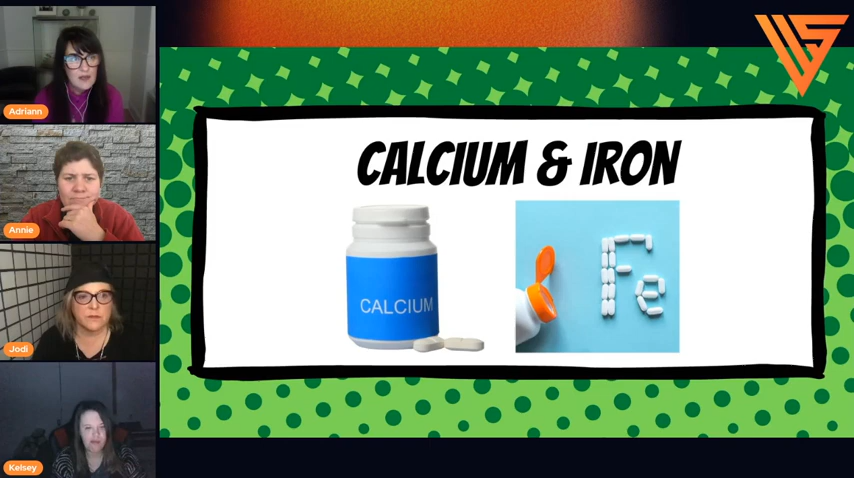 Adriann
Annie
Jodi
Kelsey
CALCIUM & IRON
CALCIUM
Fe